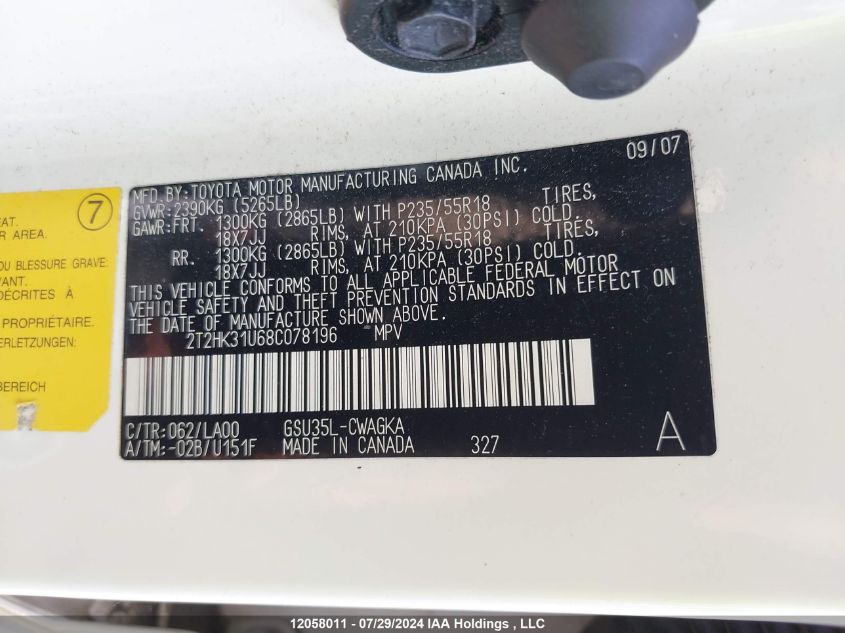 EAT.
R AREA.
7
OU BLESSURE GRAVE:
VANT.
DÉCRITES À
PROPRIÉTAIRE.
ERLETZUNGEN:
BEREICH
09/07
MFD.BY:TOYOTA MOTOR MANUFACTURING CANADA INC.
GVWR:2390KG (5265LB)
GAWR:FRT. 1300KG (2865LB) WITH P235/55R18 TIRES,
18X7JJ RIMS, AT 210KPA (30PSI) COLD.
RR. 1300KG (2865LB) WITH P235/55R18 TIRES,
18X7JJ RIMS, AT 210KPA (30PSI) COLD.
THIS VEHICLE CONFORMS TO ALL APPLICABLE FEDERAL MOTOR
VEHICLE SAFETY AND THEFT PREVENTION STANDARDS IN EFFECT ON
THE DATE OF MANUFACTURE SHOWN ABOVE.
2T2HK31U68C078196 MPV
C/TR:062/LA00 GSU35L-CWAGKA
A/TM:-02B/U151F MADE IN CANADA 327 A
12058011 - 07/29/2024 IAA Holdings , LLC